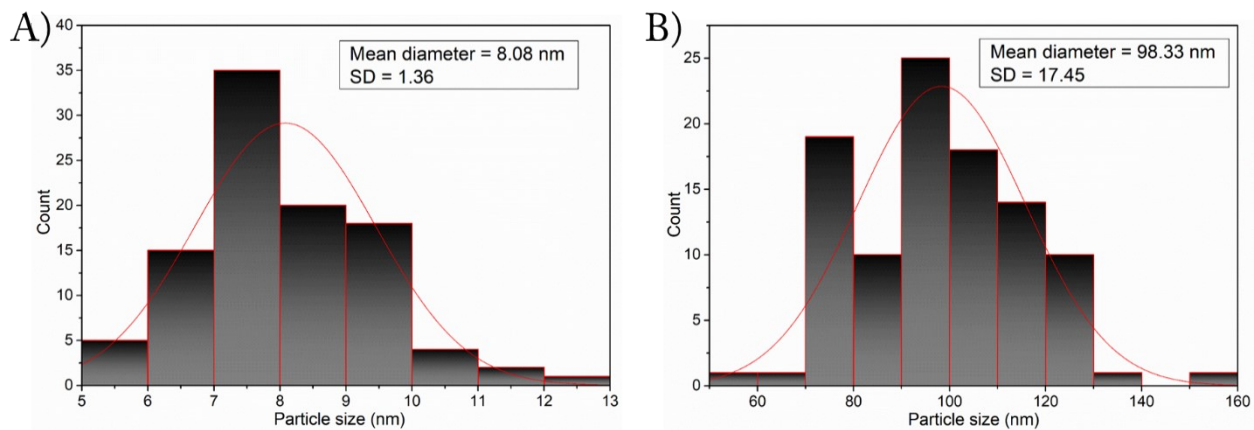 A)
Mean diameter = 8.08 nm
SD = 1.36
Count
40
35
30
25
20
15
10
5
0
5 6 7 8 9 10 11 12 13
Particle size (nm)
B)
Mean diameter = 98.33 nm
SD = 17.45
Count
25
20
15
10
5
0
60 80 100 120 140 160
Particle size (nm)